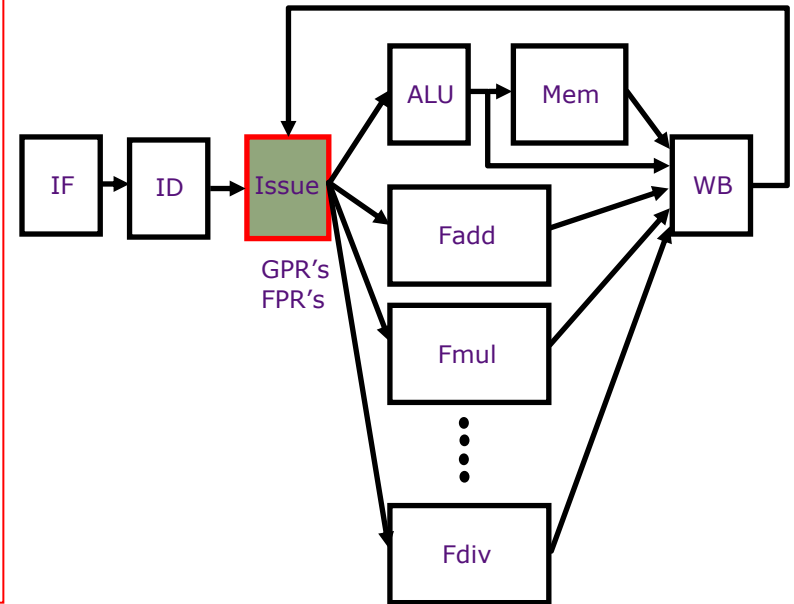 ALU
Mem
IF
ID
Issue
WB
GPR's
FPR's
Fadd
Fmul
Fdiv